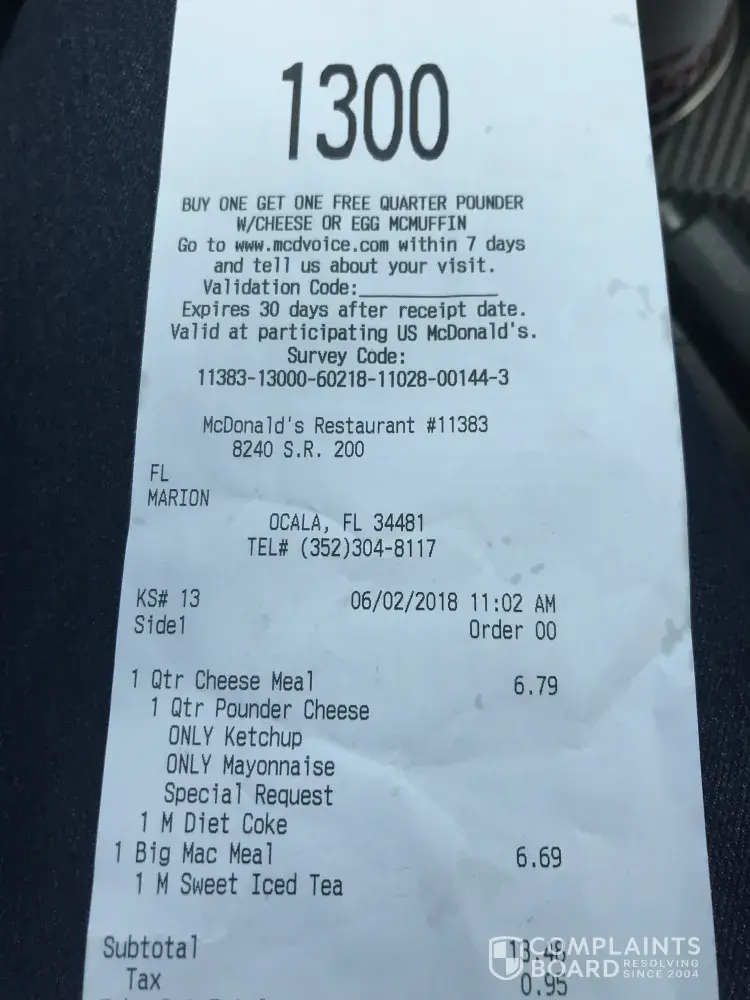 1300
BUY ONE GET ONE FREE QUARTER POUNDER
W/CHEESE OR EGG MCMUFFIN
Go to www.mcdvoice.com within 7 days
and tell us about your visit.
Validation Code:____________
Expires 30 days after receipt date.
Valid at participating US McDonald's.
Survey Code:
11383-13000-60218-11028-00144-3
McDonald's Restaurant #11383
8240 S.R. 200
FL
MARION
OCALA, FL 34481
TEL# (352)304-8117
KS# 13 06/02/2018 11:02 AM
Side1 Order 00
1 Qtr Cheese Meal 6.79
1 Qtr Pounder Cheese
ONLY Ketchup
ONLY Mayonnaise
Special Request
1 M Diet Coke
1 Big Mac Meal 6.69
1 M Sweet Iced Tea
Subtotal 13.48
Tax 0.95
COMPLAINTS
BOARD RESOLVING SINCE 2004